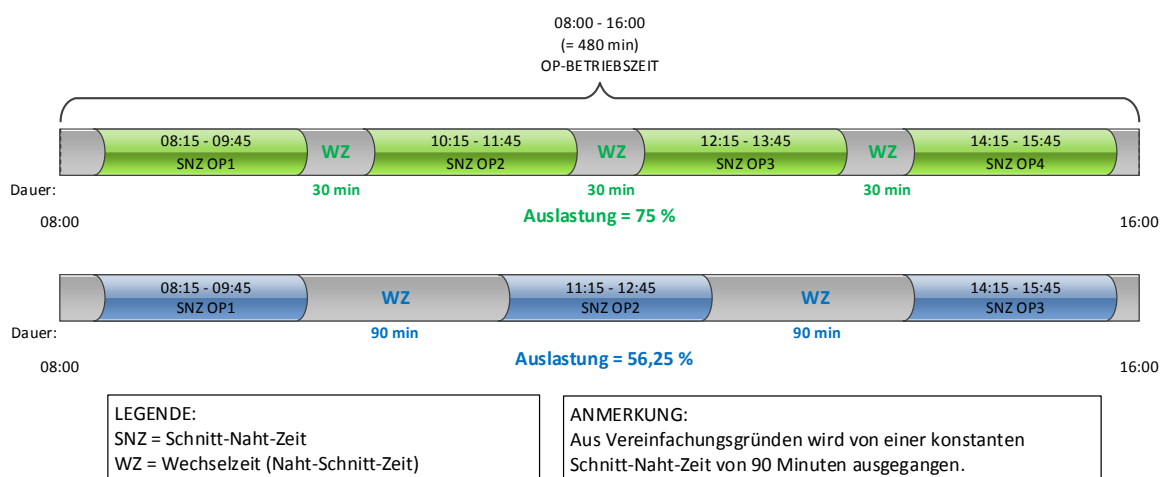 08:00 - 16:00
(= 480 min)
OP-BETRIEBSZEIT
08:15 - 09:45
SNZ OP1
WZ
10:15 - 11:45
SNZ OP2
WZ
12:15 - 13:45
SNZ OP3
WZ
14:15 - 15:45
SNZ OP4
Dauer: 30 min 30 min 30 min
Auslastung = 75 %
08:00 16:00
08:15 - 09:45
SNZ OP1
WZ
11:15 - 12:45
SNZ OP2
WZ
14:15 - 15:45
SNZ OP3
Dauer: 90 min 90 min
Auslastung = 56,25 %
08:00 16:00
LEGENDE:
SNZ = Schnitt-Naht-Zeit
WZ = Wechselzeit (Naht-Schnitt-Zeit)
ANMERKUNG:
Aus Vereinfachungsgründen wird von einer konstanten
Schnitt-Naht-Zeit von 90 Minuten ausgegangen.